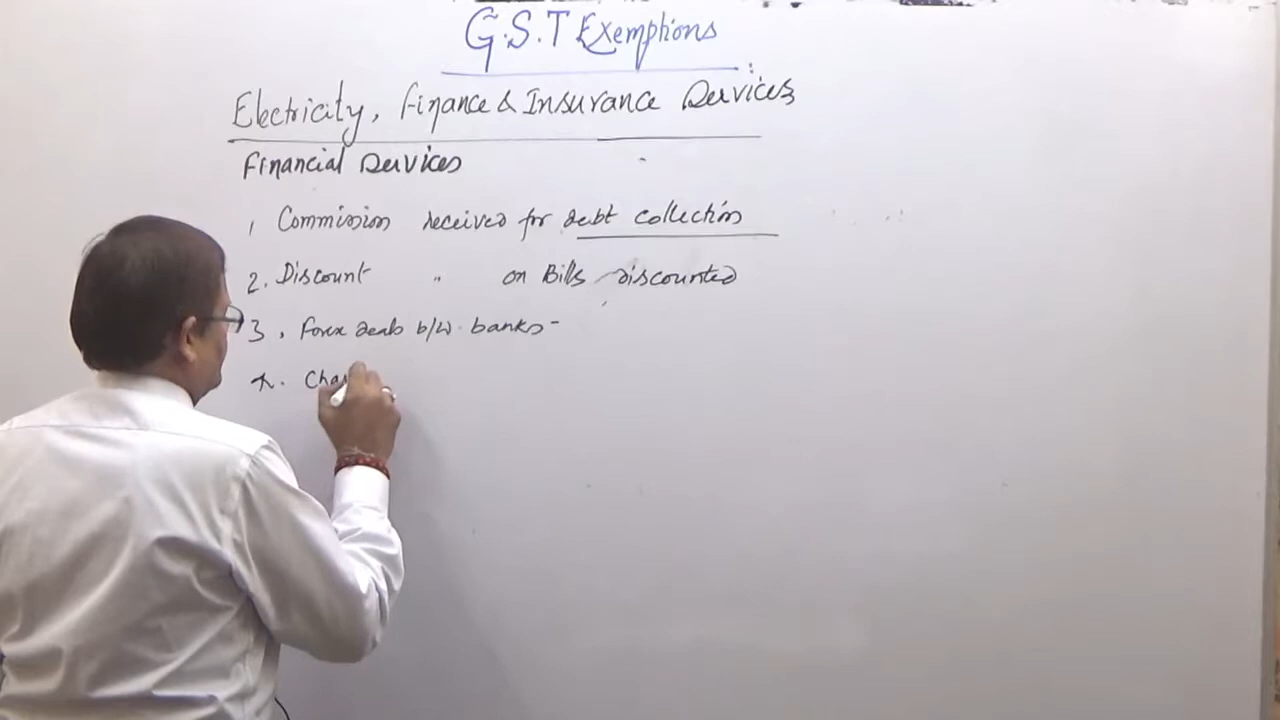 G.S.T Exemptions
Electricity, Finance & Insurance Services
Financial Services
1, Commission received for debt collection
2. Discount " on Bills discounted
3, Forex deals b/w banks -
4. Cha